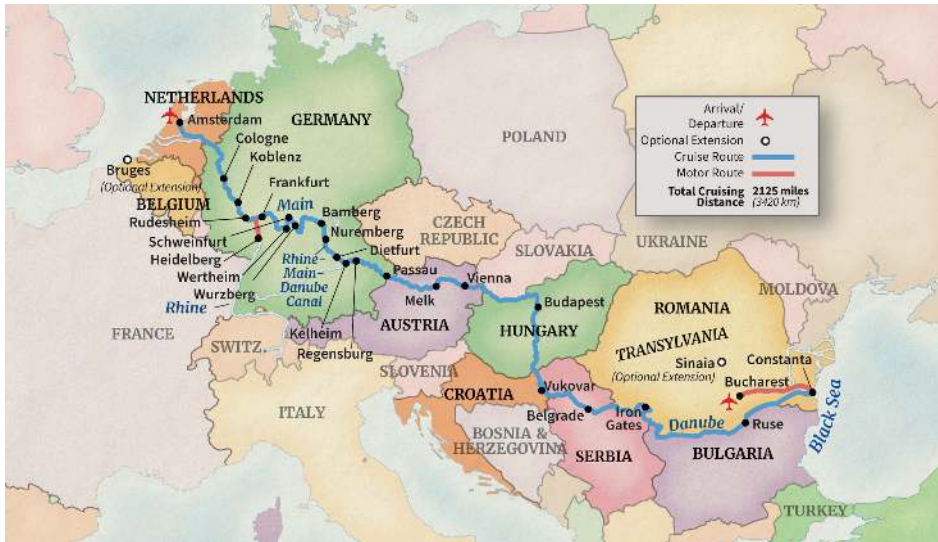 NETHERLANDS
Amsterdam
GERMANY
Cologne
Koblenz
Bruges
(Optional Extension)
BELGIUM
Frankfurt
Main
Rudesheim
Schweinfurt
Heidelberg
Wertheim
Wurzberg
Rhine
Bamberg
Nuremberg
Dietfurt
Rhine-
Main-
Danube
Canal
Kelheim
Regensburg
Passau
Melk
Vienna
POLAND
CZECH
REPUBLIC
SLOVAKIA
UKRAINE
MOLDOVA
FRANCE
SWITZ.
AUSTRIA
HUNGARY
Budapest
ROMANIA
TRANSYLVANIA
Sinaia
(Optional Extension)
Constanta
Bucharest
SLOVENIA
CROATIA
Vukovar
Belgrade
Iron
Gates
Danube
Ruse
Black Sea
ITALY
BOSNIA &
HERZEGOVINA
SERBIA
BULGARIA
TURKEY
Arrival/
Departure
Optional Extension
Cruise Route
Motor Route
Total Cruising 2125 miles
Distance (3420 km)